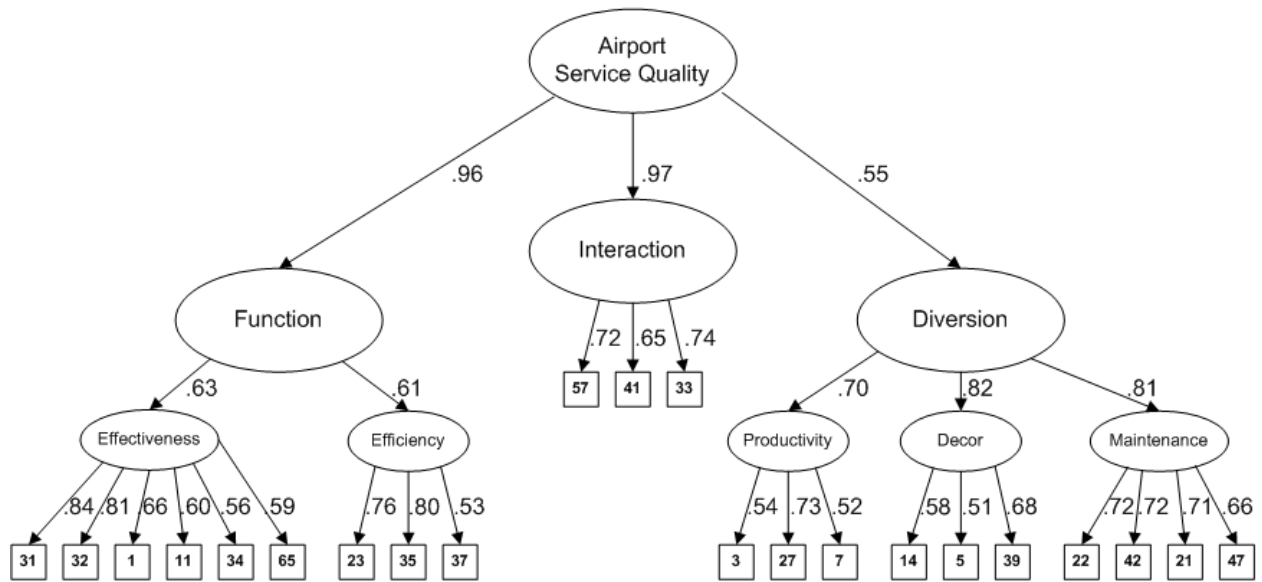 Airport
Service Quality
.96
.97
.55
Interaction
Function
Diversion
.72 .65 .74
57 41 33
.63 .61
.70 .82 .81
Effectiveness Efficiency
Productivity Decor Maintenance
.84 .81 .66 .60 .56 .59
.76 .80 .53
.54 .73 .52
.58 .51 .68
.72 .72 .71 .66
31 32 1 11 34 65
23 35 37
3 27 7
14 5 39
22 42 21 47